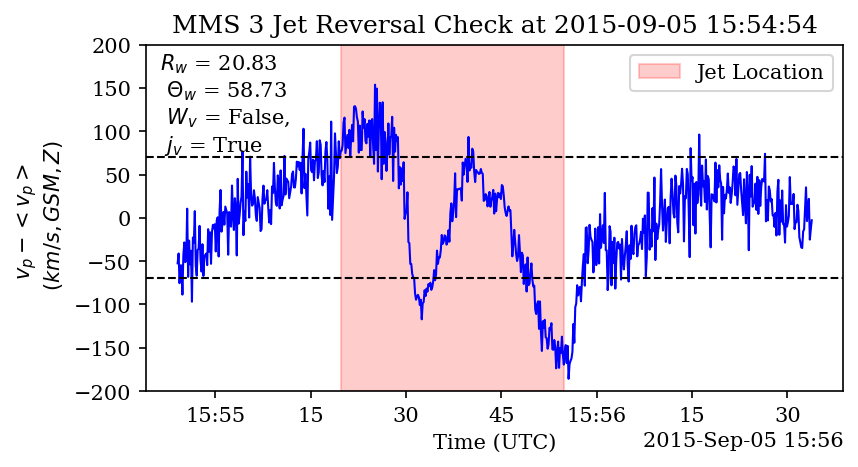 MMS 3 Jet Reversal Check at 2015-09-05 15:54:54
R_w = 20.83
Θ_w = 58.73
W_v = False,
j_v = True
Jet Location
200
150
100
50
0
−50
−100
−150
−200
v_p − < v_p >
(km/s, GSM, Z)
15:55 15 30 45 15:56 15 30
Time (UTC)
2015-Sep-05 15:56